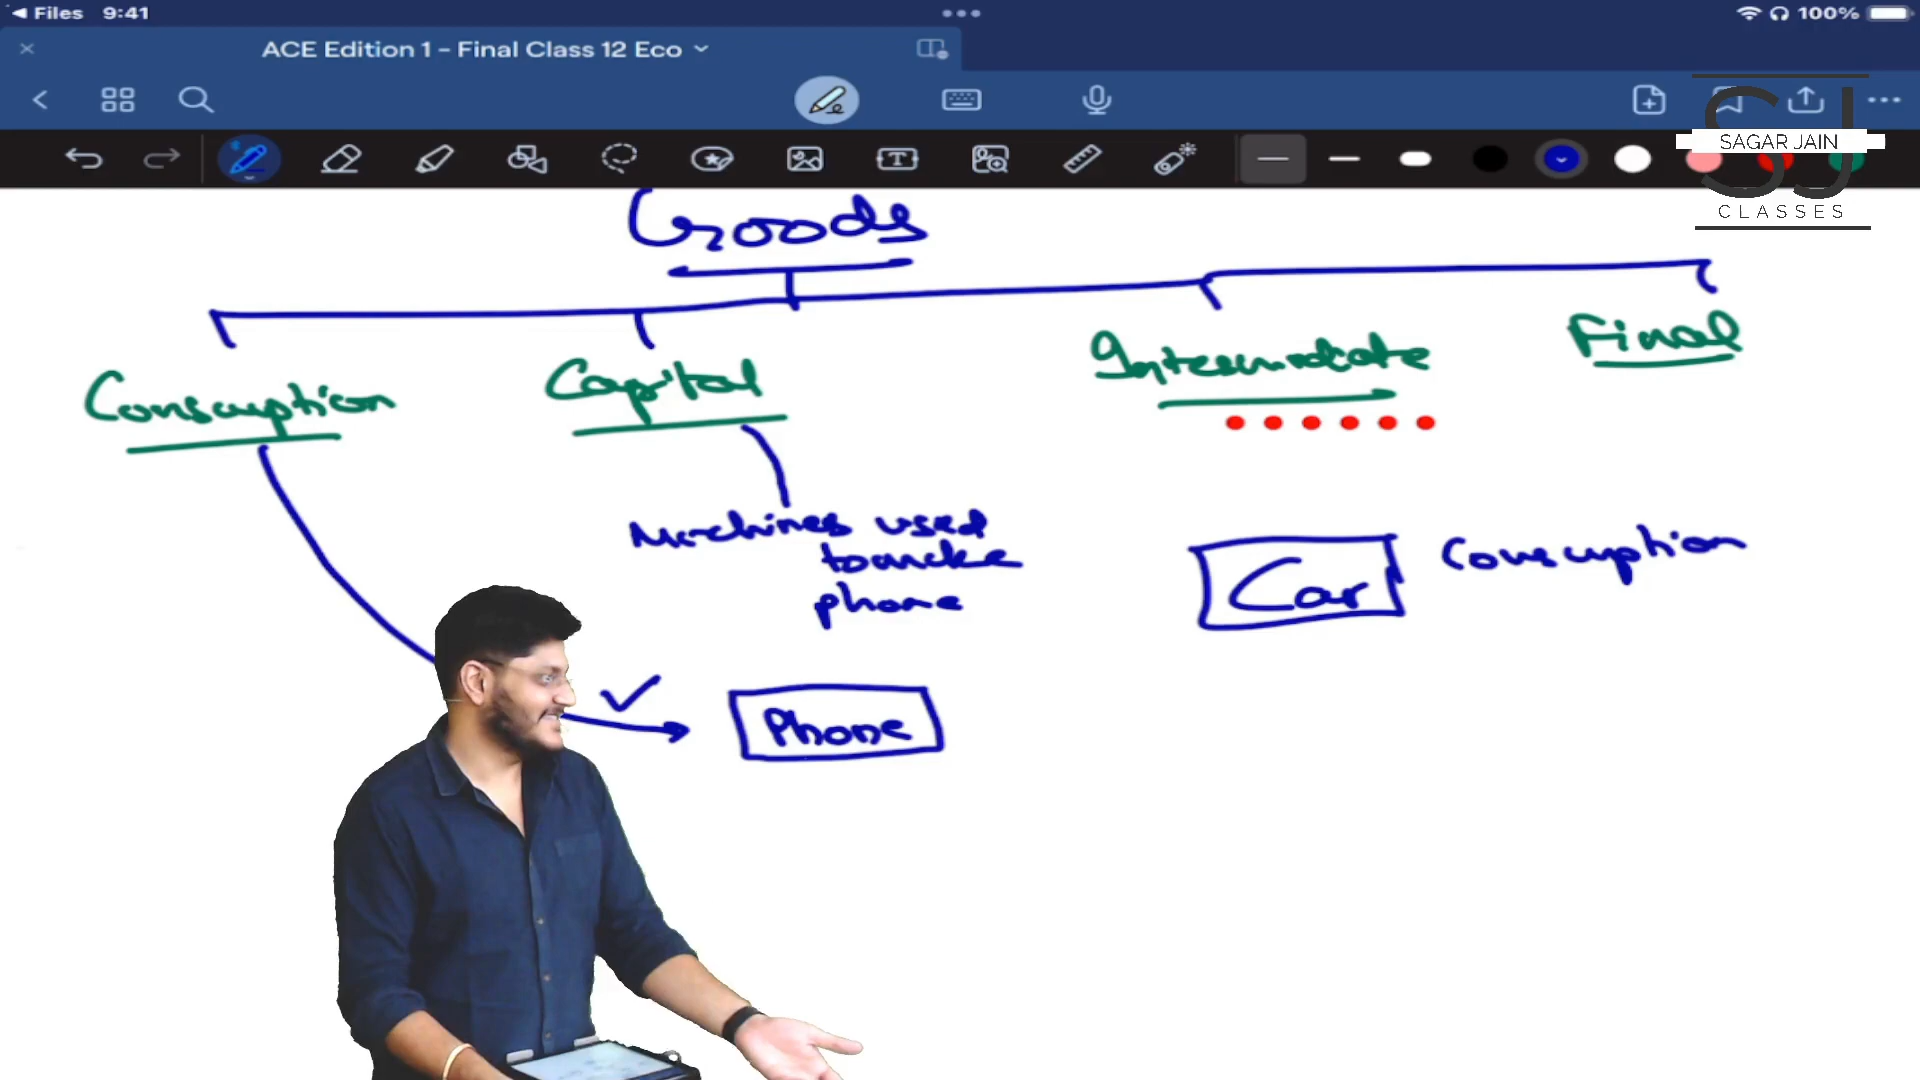 Files 9:41
100%
ACE Edition 1 - Final Class 12 Eco
SJ
SAGAR JAIN
CLASSES
Goods
Consumption
Capital
Intermediate
Final
Machines used
to make
phone
Car
Consumption
Phone